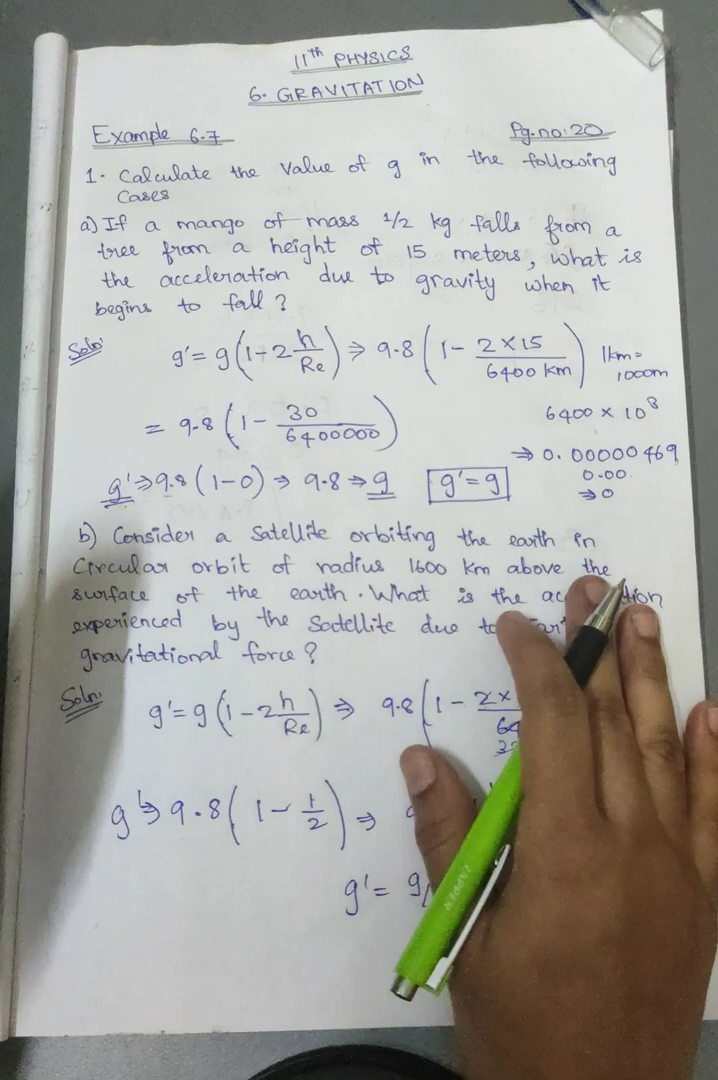 11th PHYSICS
6. GRAVITATION
Example 6.7 Pg.no:20
1. Calculate the Value of g in the following
Cases
a) If a mango of mass 1/2 kg falls from a
tree from a height of 15 meters, what is
the acceleration due to gravity when it
begins to fall?
Soln: g' = g(1-2h/Re) ⇒ 9.8(1- 2×15/6400 km) 1km=
1000m
= 9.8(1- 30/6400000) 6400 × 10³
⇒ 0.00000469
0.00
⇒ 0
g' ⇒ 9.8(1-0) ⇒ 9.8 ⇒ g g'=g
b) Consider a Satellite orbiting the earth in
Circular orbit of radius 1600 km above the
surface of the earth. What is the
experienced by the Satellite due to
gravitational force?
Soln: g' = g(1-2h/Re) ⇒ 9.8(1- 2×
g' ⇒ 9.8(1- 1/2) ⇒
g' = g/